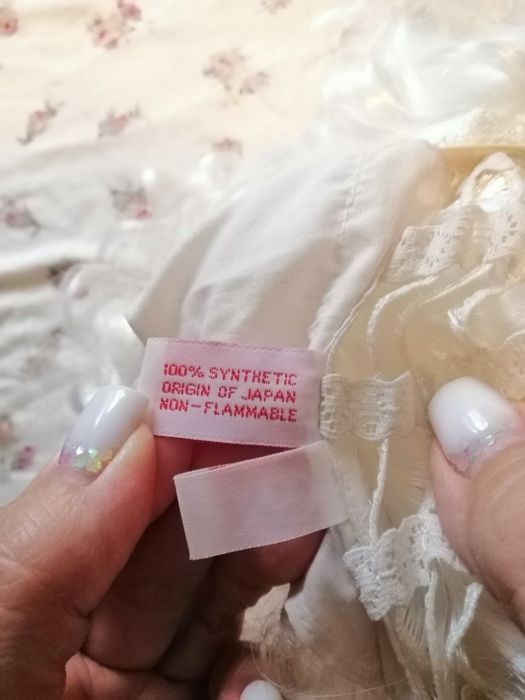 100% SYNTHETIC
ORIGIN OF JAPAN
NON-FLAMMABLE